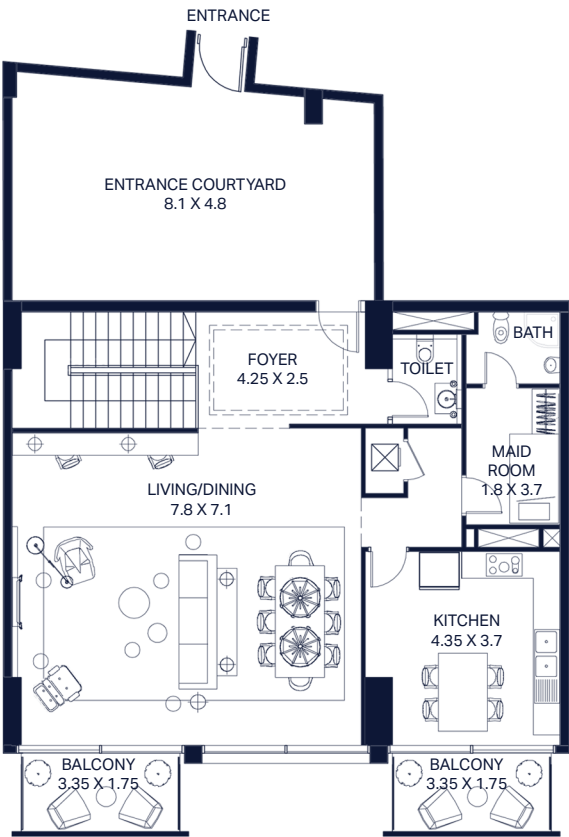 ENTRANCE
ENTRANCE COURTYARD
8.1 X 4.8
FOYER
4.25 X 2.5
TOILET
BATH
MAID
ROOM
1.8 X 3.7
LIVING/DINING
7.8 X 7.1
KITCHEN
4.35 X 3.7
BALCONY
3.35 X 1.75
BALCONY
3.35 X 1.75